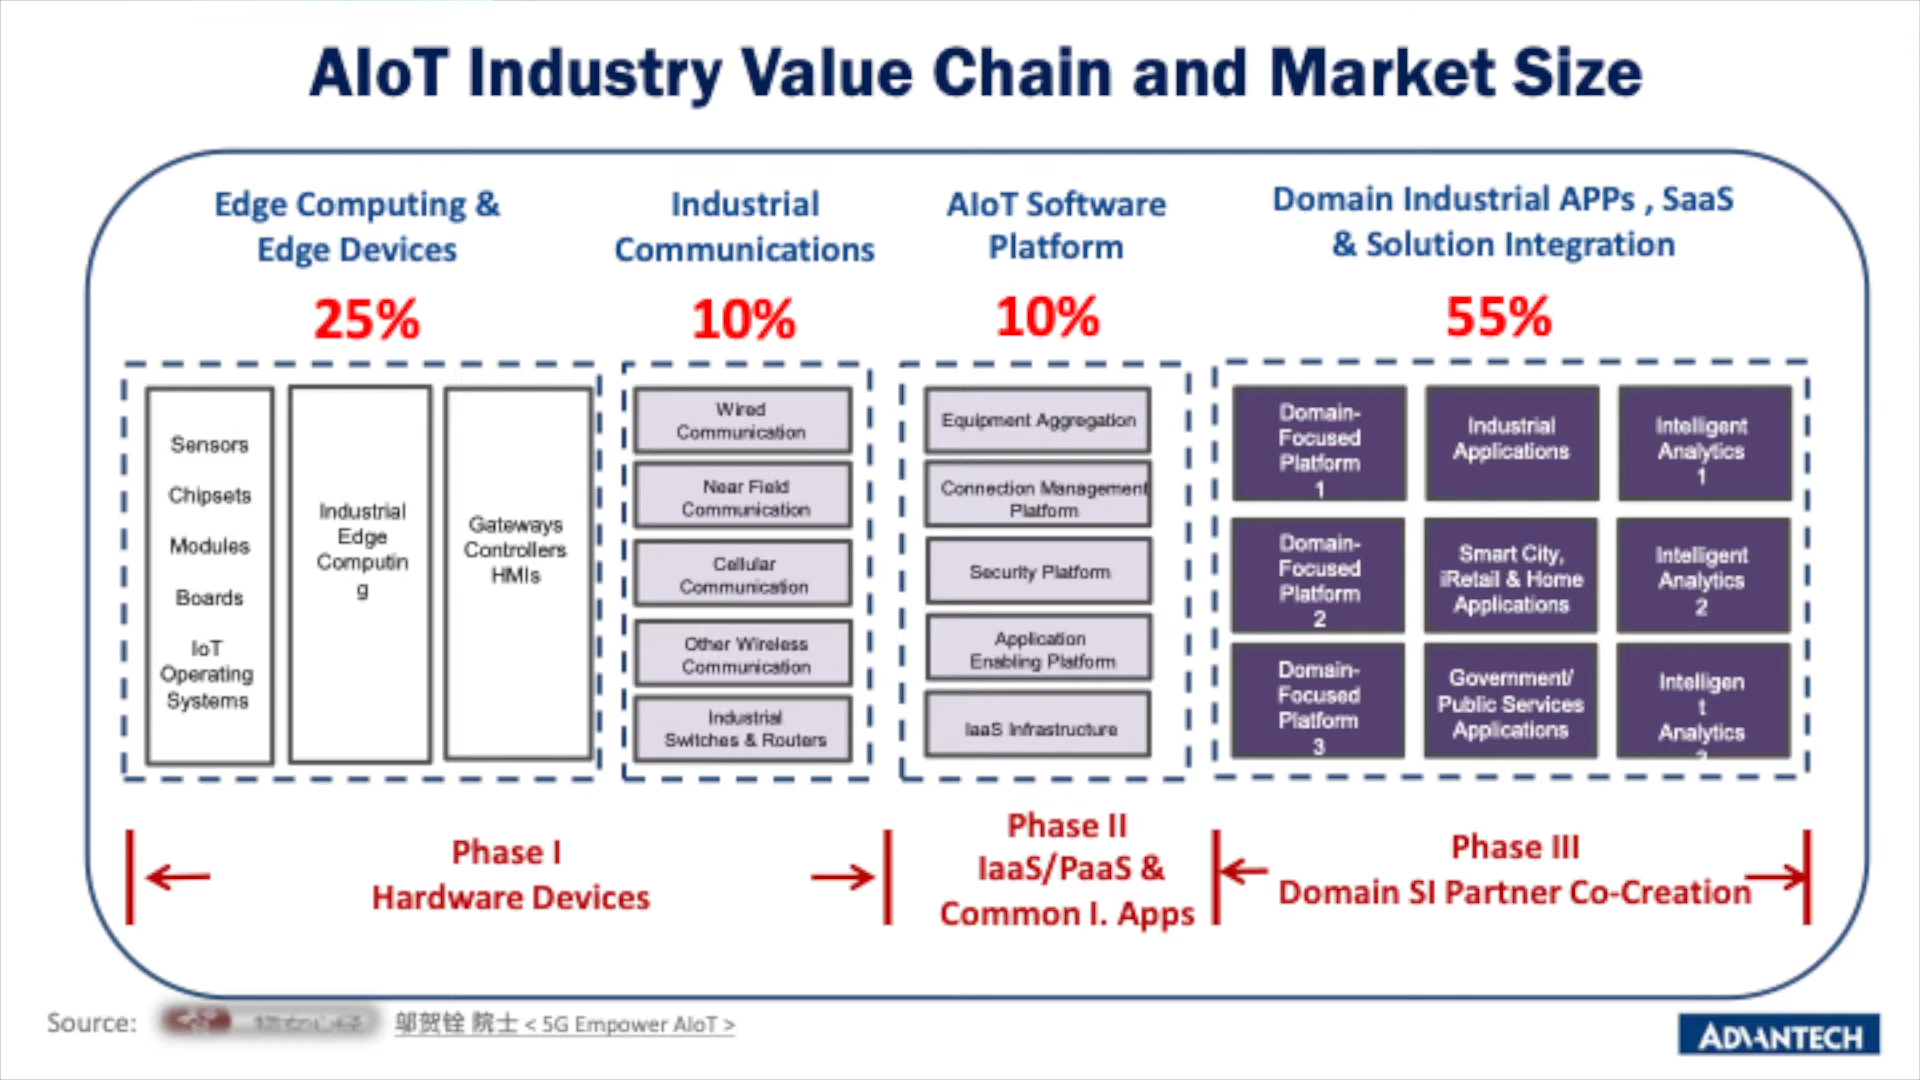 AIoT Industry Value Chain and Market Size
Edge Computing &
Edge Devices
25%
Industrial
Communications
10%
AIoT Software
Platform
10%
Domain Industrial APPs , SaaS
& Solution Integration
55%
Sensors
Chipsets
Modules
Boards
IoT
Operating
Systems
Industrial
Edge
Computin
g
Gateways
Controllers
HMIs
Wired
Communication
Near Field
Communication
Cellular
Communication
Other Wireless
Communication
Industrial
Switches & Routers
Equipment Aggregation
Connection Management
Platform
Security Platform
Application
Enabling Platform
IaaS Infrastructure
Domain-
Focused
Platform
1
Industrial
Applications
Intelligent
Analytics
1
Domain-
Focused
Platform
2
Smart City,
iRetail & Home
Applications
Intelligent
Analytics
2
Domain-
Focused
Platform
3
Government/
Public Services
Applications
Intelligen
t
Analytics
Phase I
Hardware Devices
Phase II
IaaS/PaaS &
Common I. Apps
Phase III
Domain SI Partner Co-Creation
Source:
邬贺铨 院士 < 5G Empower AIoT >
ADVANTECH